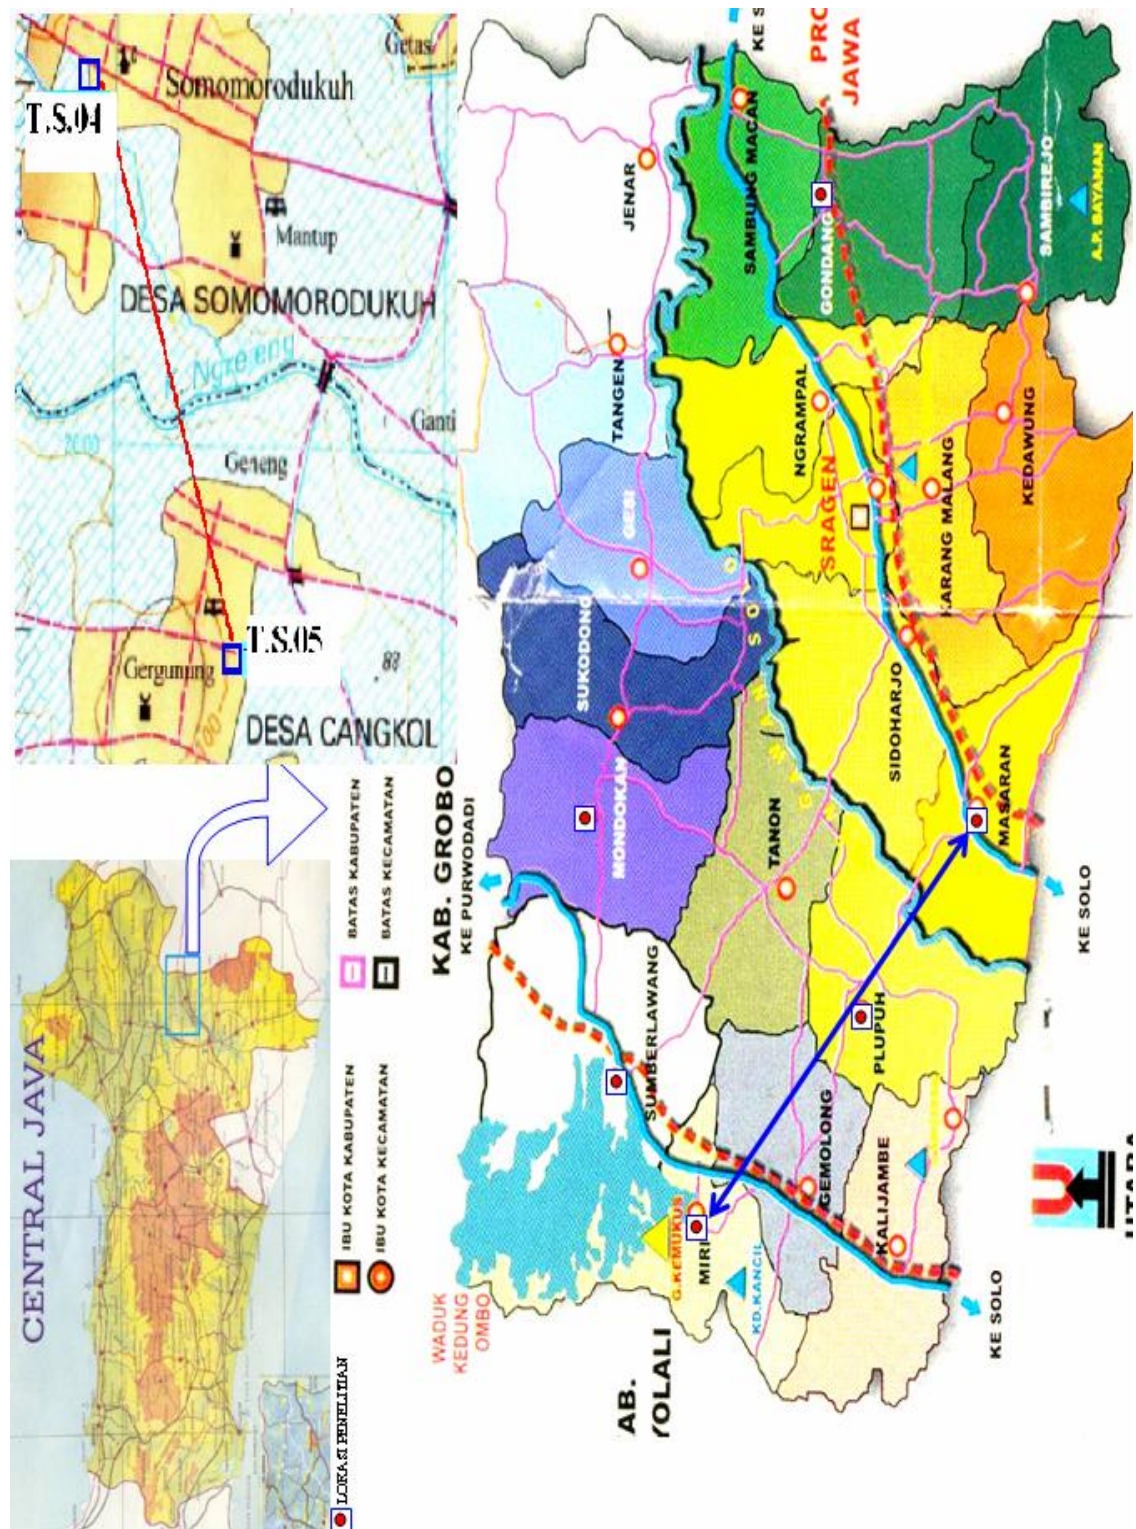 Getas
Somomorodukuh
T.S.04
Mantup
DESA SOMOMORODUKUH
Geneng
T.S.05
Gergunung
88
DESA CANGKOL
CENTRAL JAVA
BATAS KABUPATEN
BATAS KECAMATAN
IBU KOTA KABUPATEN
IBU KOTA KECAMATAN
LOKASI PENELITIAN
KAB. GROBO
KE PURWODADI
KE S
PRO
JAWA
JENAR
SAMBUNG MACAN
GONDANG
SAMBIREJO
A.P. BAYANAN
TANGEN
NGRAMPAL
SRAGEN
KARANG MALANG
KEDAWUNG
GESI
SUKODONO
SIDOHARJO
MONDOKAN
TANON
MASARAN
KE SOLO
SUMBERLAWANG
PLUPUH
GEMOLONG
KALIJAMBE
G.KEMUKUS
MIRI
KD.KANCIL
WADUK
KEDUNG
OMBO
AB.
YOLALI
KE SOLO
U
UTARA